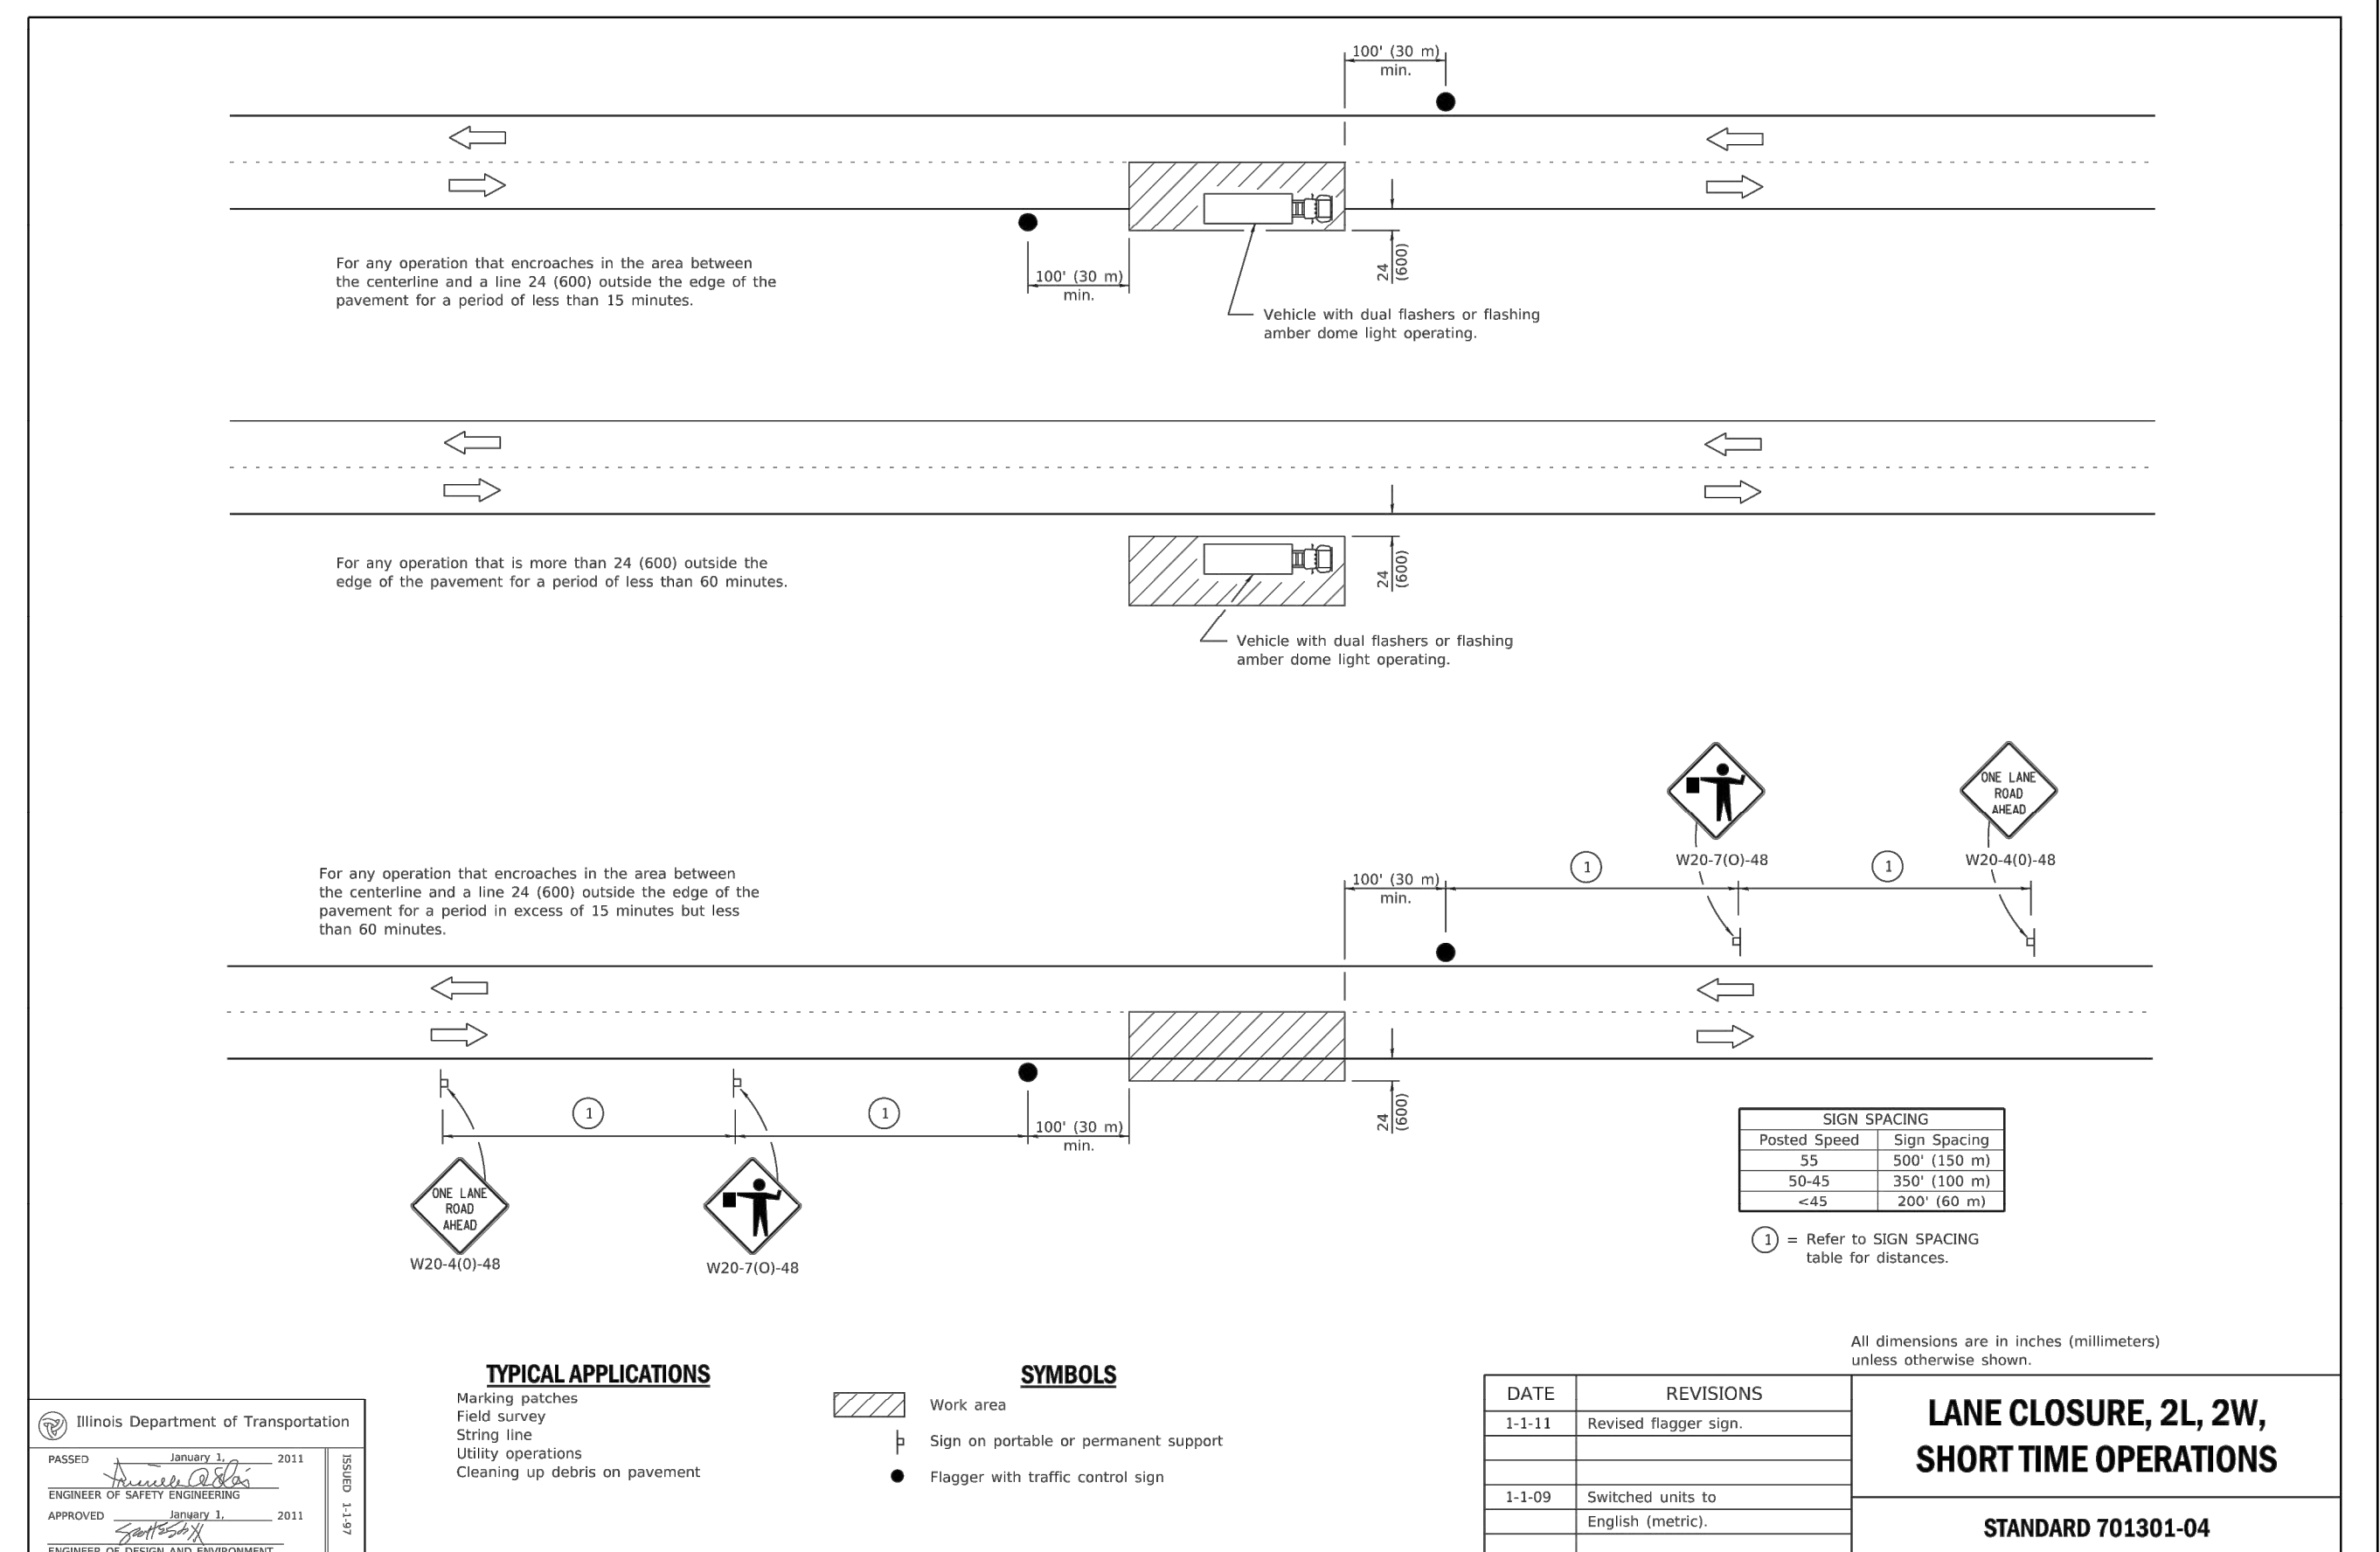 100' (30 m)
min.
For any operation that encroaches in the area between
the centerline and a line 24 (600) outside the edge of the
pavement for a period of less than 15 minutes.
100' (30 m)
min.
24
(600)
Vehicle with dual flashers or flashing
amber dome light operating.
For any operation that is more than 24 (600) outside the
edge of the pavement for a period of less than 60 minutes.
24
(600)
Vehicle with dual flashers or flashing
amber dome light operating.
ONE LANE
ROAD
AHEAD
W20-7(O)-48
W20-4(0)-48
1
1
100' (30 m)
min.
For any operation that encroaches in the area between
the centerline and a line 24 (600) outside the edge of the
pavement for a period in excess of 15 minutes but less
than 60 minutes.
1
1
100' (30 m)
min.
24
(600)
ONE LANE
ROAD
AHEAD
W20-4(0)-48
W20-7(O)-48
SIGN SPACING
Posted Speed Sign Spacing
55 500' (150 m)
50-45 350' (100 m)
<45 200' (60 m)
1 = Refer to SIGN SPACING
table for distances.
All dimensions are in inches (millimeters)
unless otherwise shown.
TYPICAL APPLICATIONS
Marking patches
Field survey
String line
Utility operations
Cleaning up debris on pavement
SYMBOLS
Work area
Sign on portable or permanent support
Flagger with traffic control sign
Illinois Department of Transportation
PASSED January 1, 2011
ENGINEER OF SAFETY ENGINEERING
APPROVED January 1, 2011
ENGINEER OF DESIGN AND ENVIRONMENT
ISSUED 1-1-97
DATE REVISIONS
1-1-11 Revised flagger sign.
1-1-09 Switched units to
English (metric).
LANE CLOSURE, 2L, 2W,
SHORT TIME OPERATIONS
STANDARD 701301-04